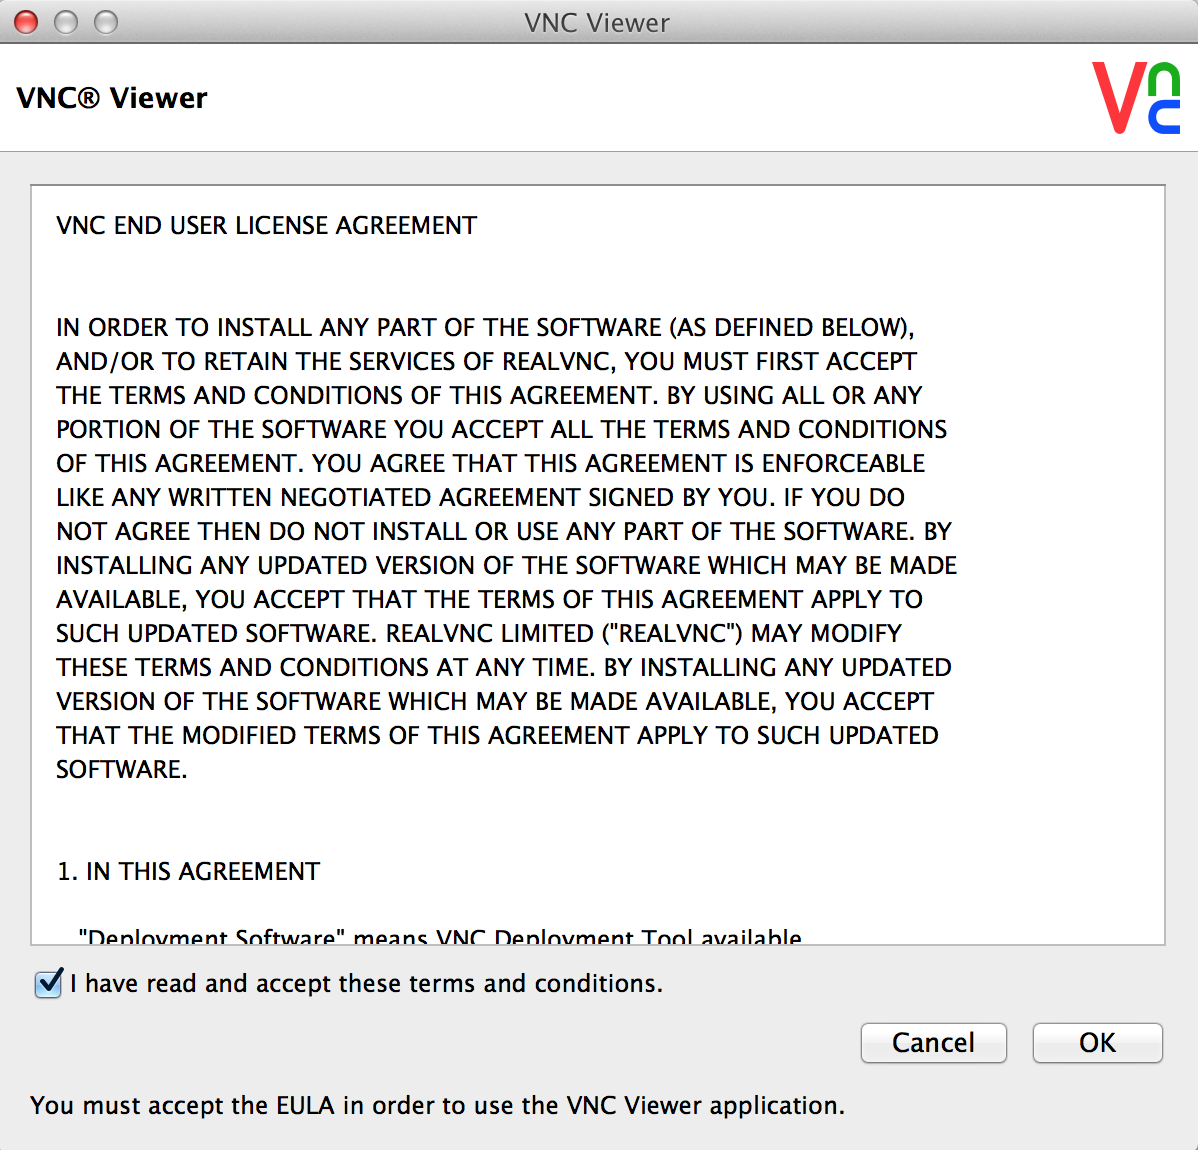 VNC Viewer
VNC® Viewer
Vnc
VNC END USER LICENSE AGREEMENT
IN ORDER TO INSTALL ANY PART OF THE SOFTWARE (AS DEFINED BELOW),
AND/OR TO RETAIN THE SERVICES OF REALVNC, YOU MUST FIRST ACCEPT
THE TERMS AND CONDITIONS OF THIS AGREEMENT. BY USING ALL OR ANY
PORTION OF THE SOFTWARE YOU ACCEPT ALL THE TERMS AND CONDITIONS
OF THIS AGREEMENT. YOU AGREE THAT THIS AGREEMENT IS ENFORCEABLE
LIKE ANY WRITTEN NEGOTIATED AGREEMENT SIGNED BY YOU. IF YOU DO
NOT AGREE THEN DO NOT INSTALL OR USE ANY PART OF THE SOFTWARE. BY
INSTALLING ANY UPDATED VERSION OF THE SOFTWARE WHICH MAY BE MADE
AVAILABLE, YOU ACCEPT THAT THE TERMS OF THIS AGREEMENT APPLY TO
SUCH UPDATED SOFTWARE. REALVNC LIMITED ("REALVNC") MAY MODIFY
THESE TERMS AND CONDITIONS AT ANY TIME. BY INSTALLING ANY UPDATED
VERSION OF THE SOFTWARE WHICH MAY BE MADE AVAILABLE, YOU ACCEPT
THAT THE MODIFIED TERMS OF THIS AGREEMENT APPLY TO SUCH UPDATED
SOFTWARE.
1. IN THIS AGREEMENT
"Deployment Software" means VNC Deployment Tool available
I have read and accept these terms and conditions.
Cancel
OK
You must accept the EULA in order to use the VNC Viewer application.